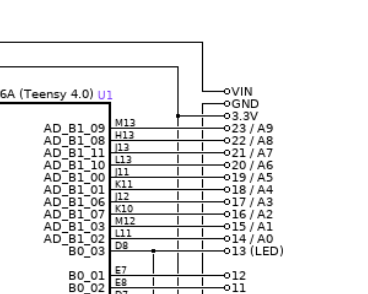 6A (Teensy 4.0) U1
VIN
GND
3.3V
AD_B1_09 M13 23 / A9
AD_B1_08 H13 22 / A8
AD_B1_11 J13 21 / A7
AD_B1_10 L13 20 / A6
AD_B1_00 J11 19 / A5
AD_B1_01 K11 18 / A4
AD_B1_06 J12 17 / A3
AD_B1_07 K10 16 / A2
AD_B1_03 M12 15 / A1
AD_B1_02 L11 14 / A0
B0_03 D8 13 (LED)
B0_01 E7 12
B0_02 E8 11
D7